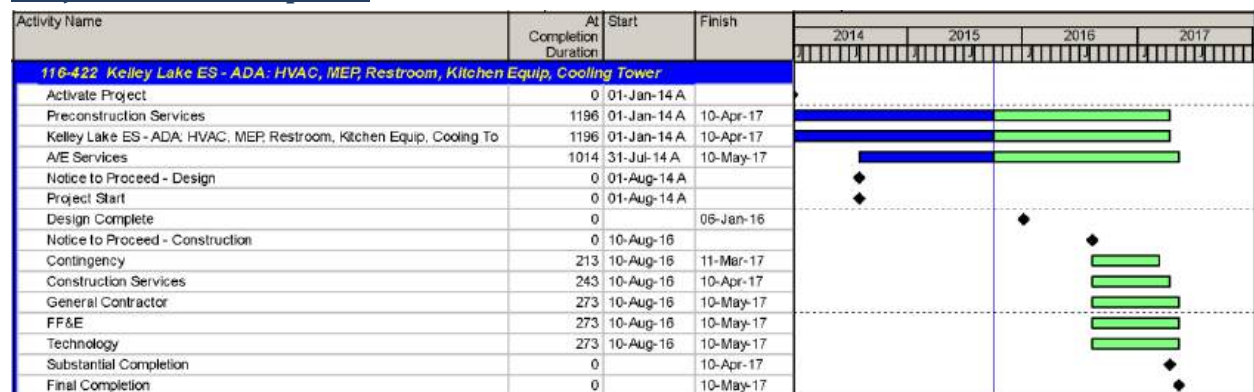 Activity Name At Completion Duration Start Finish 2014 2015 2016 2017
116-422 Kelley Lake ES - ADA: HVAC, MEP, Restroom, Kitchen Equip, Cooling Tower
Activate Project 0 01-Jan-14 A
Preconstruction Services 1196 01-Jan-14 A 10-Apr-17
Kelley Lake ES - ADA: HVAC, MEP, Restroom, Kitchen Equip, Cooling To 1196 01-Jan-14 A 10-Apr-17
A/E Services 1014 31-Jul-14 A 10-May-17
Notice to Proceed - Design 0 01-Aug-14 A
Project Start 0 01-Aug-14 A
Design Complete 0 06-Jan-16
Notice to Proceed - Construction 0 10-Aug-16
Contingency 213 10-Aug-16 11-Mar-17
Construction Services 243 10-Aug-16 10-Apr-17
General Contractor 273 10-Aug-16 10-May-17
FF&E 273 10-Aug-16 10-May-17
Technology 273 10-Aug-16 10-May-17
Substantial Completion 0 10-Apr-17
Final Completion 0 10-May-17